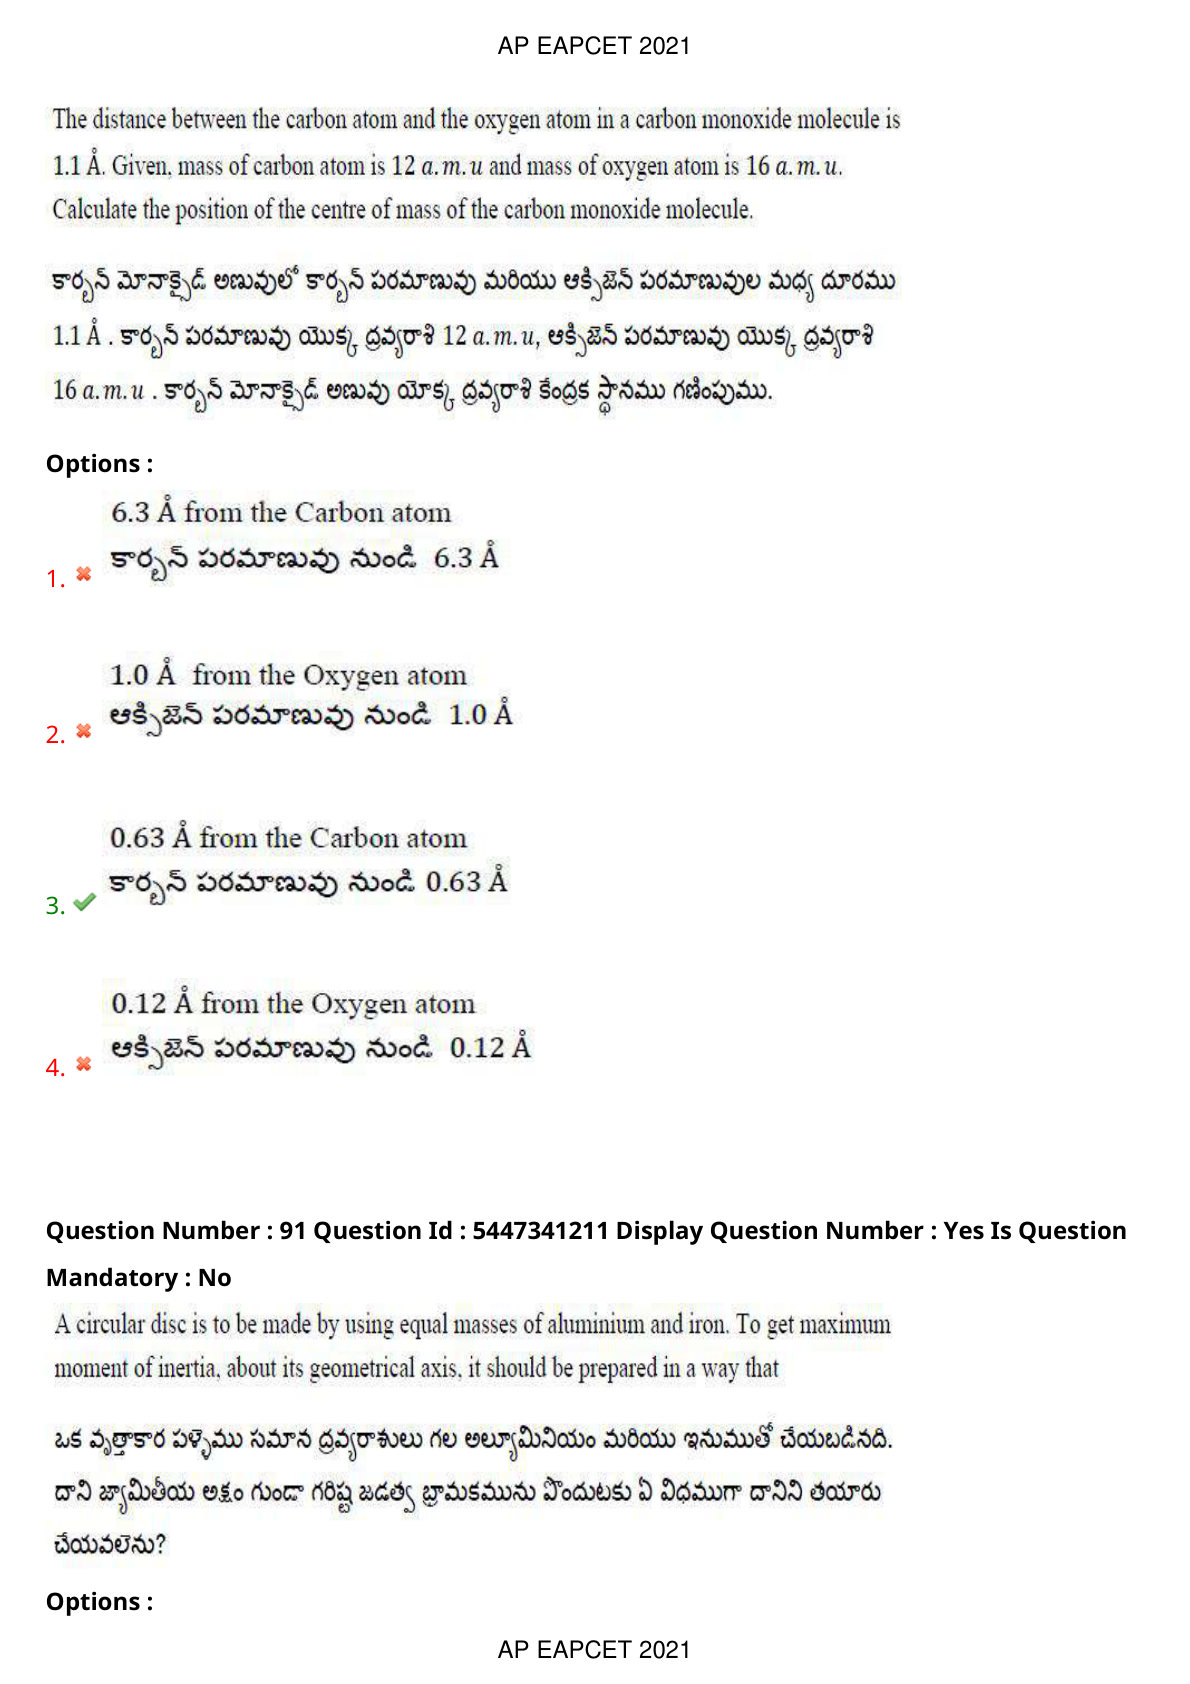 AP EAPCET 2021
The distance between the carbon atom and the oxygen atom in a carbon monoxide molecule is
1.1 Å. Given, mass of carbon atom is 12 a.m.u and mass of oxygen atom is 16 a.m.u.
Calculate the position of the centre of mass of the carbon monoxide molecule.
కార్బన్ మోనాక్సైడ్ అణువులో కార్బన్ పరమాణువు మరియు ఆక్సిజెన్ పరమాణువుల మధ్య దూరము
1.1 Å . కార్బన్ పరమాణువు యొక్క ద్రవ్యరాశి 12 a.m.u, ఆక్సిజెన్ పరమాణువు యొక్క ద్రవ్యరాశి
16 a.m.u . కార్బన్ మోనాక్సైడ్ అణువు యోక్క ద్రవ్యరాశి కేంద్రక స్థానము గణింపుము.
Options :
6.3 Å from the Carbon atom
కార్బన్ పరమాణువు నుండి 6.3 Å
1.
1.0 Å from the Oxygen atom
ఆక్సిజెన్ పరమాణువు నుండి 1.0 Å
2.
0.63 Å from the Carbon atom
కార్బన్ పరమాణువు నుండి 0.63 Å
3.
0.12 Å from the Oxygen atom
ఆక్సిజెన్ పరమాణువు నుండి 0.12 Å
4.
Question Number : 91 Question Id : 5447341211 Display Question Number : Yes Is Question
Mandatory : No
A circular disc is to be made by using equal masses of aluminium and iron. To get maximum
moment of inertia, about its geometrical axis, it should be prepared in a way that
ఒక వృత్తాకార పళ్ళెము సమాన ద్రవ్యరాశులు గల అల్యూమినియం మరియు ఇనుముతో చేయబడినది.
దాని జ్యామితీయ అక్షం గుండా గరిష్ట జడత్వ భ్రామకమును పొందుటకు ఏ విధముగా దానిని తయారు
చేయవలెను?
Options :
AP EAPCET 2021